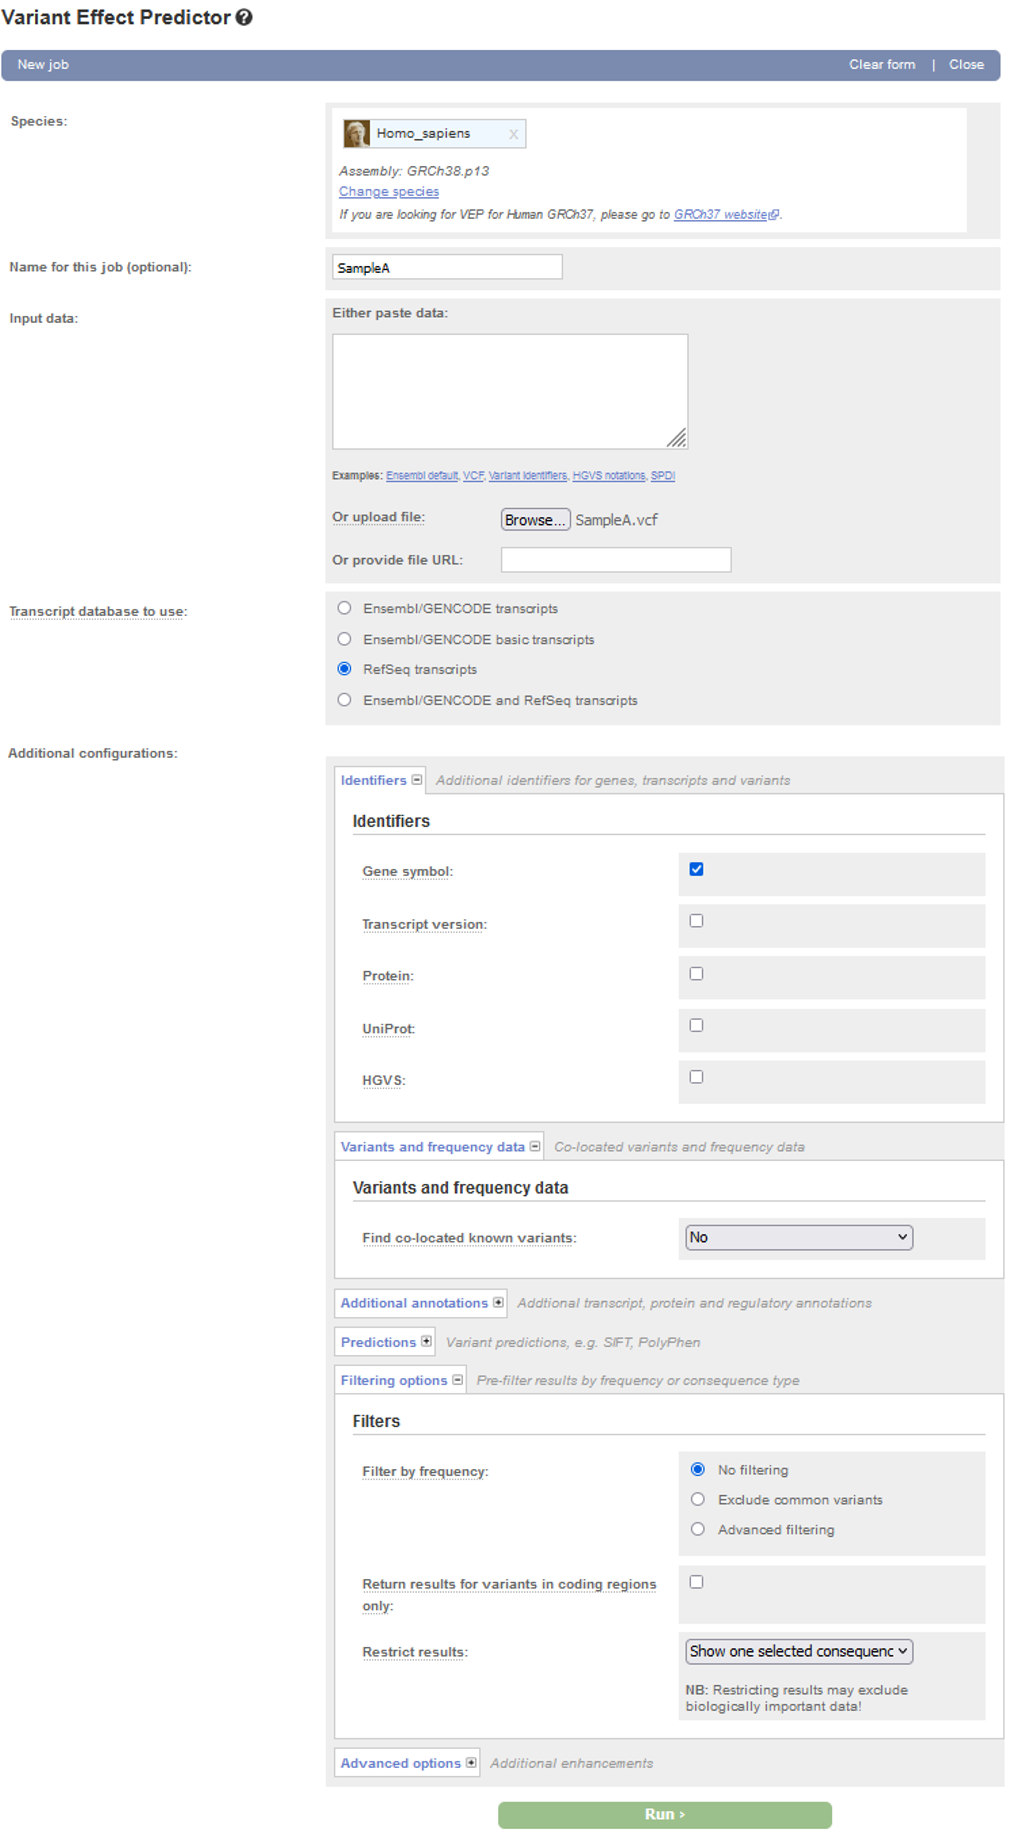 Variant Effect Predictor ?
New job
Clear form | Close
Species:
Homo_sapiens x
Assembly: GRCh38.p13
Change species
If you are looking for VEP for Human GRCh37, please go to GRCh37 website.
Name for this job (optional):
SampleA
Input data:
Either paste data:
Examples: Ensembl default, VCF, Variant identifiers, HGVS notations, SPDI
Or upload file: Browse... SampleA.vcf
Or provide file URL:
Transcript database to use:
Ensembl/GENCODE transcripts
Ensembl/GENCODE basic transcripts
RefSeq transcripts
Ensembl/GENCODE and RefSeq transcripts
Additional configurations:
Identifiers Additional identifiers for genes, transcripts and variants
Identifiers
Gene symbol:
Transcript version:
Protein:
UniProt:
HGVS:
Variants and frequency data Co-located variants and frequency data
Variants and frequency data
Find co-located known variants: No
Additional annotations Addtional transcript, protein and regulatory annotations
Predictions Variant predictions, e.g. SIFT, PolyPhen
Filtering options Pre-filter results by frequency or consequence type
Filters
Filter by frequency:
No filtering
Exclude common variants
Advanced filtering
Return results for variants in coding regions
only:
Restrict results: Show one selected consequenc
NB: Restricting results may exclude
biologically important data!
Advanced options Additional enhancements
Run ›